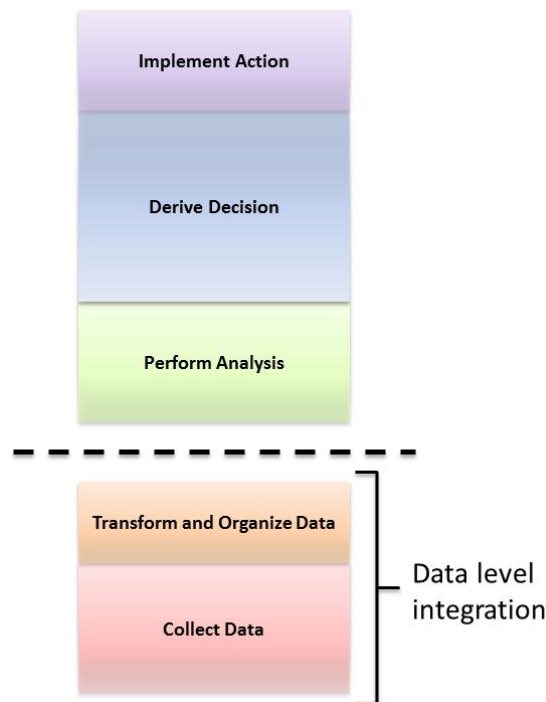 Implement Action
Derive Decision
Perform Analysis
Transform and Organize Data
Collect Data
Data level
integration